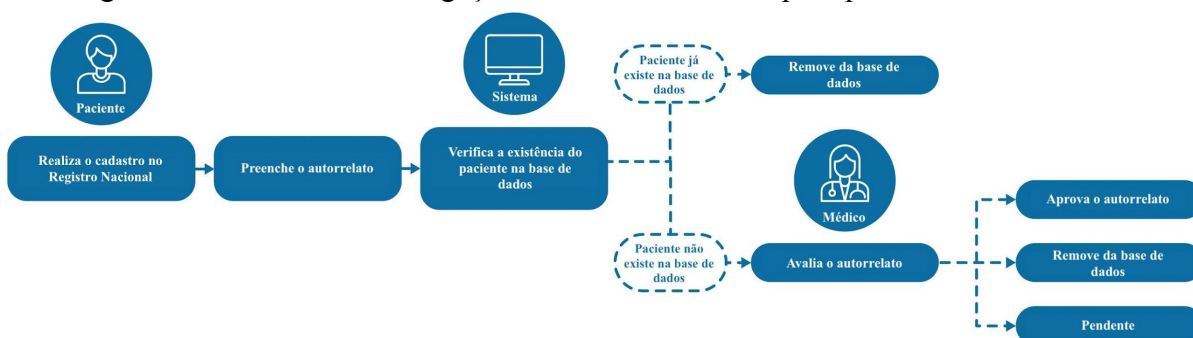 Paciente
Realiza o cadastro no
Registro Nacional
Preenche o autorrelato
Sistema
Verifica a existência do
paciente na base de
dados
Paciente já
existe na base de
dados
Remove da base de
dados
Paciente não
existe na base de
dados
Médico
Avalia o autorrelato
Aprova o autorrelato
Remove da base de
dados
Pendente